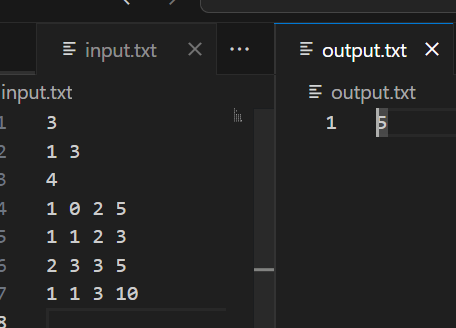 input.txt
output.txt
input.txt
output.txt
1 3
2 1 3
3 4
4 1 0 2 5
5 1 1 2 3
6 2 3 3 5
7 1 1 3 10
8
1 5